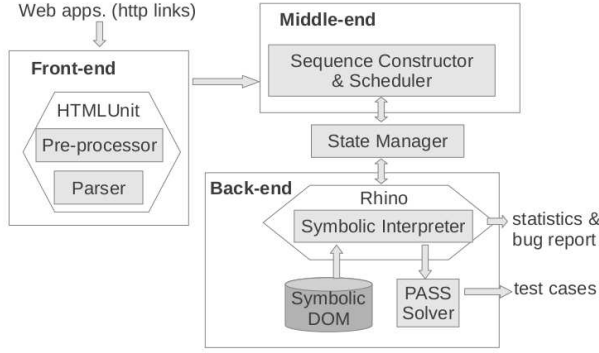 Web apps. (http links)
Front-end
HTMLUnit
Pre-processor
Parser
Middle-end
Sequence Constructor
& Scheduler
State Manager
Back-end
Rhino
Symbolic Interpreter
Symbolic
DOM
PASS
Solver
statistics &
bug report
test cases